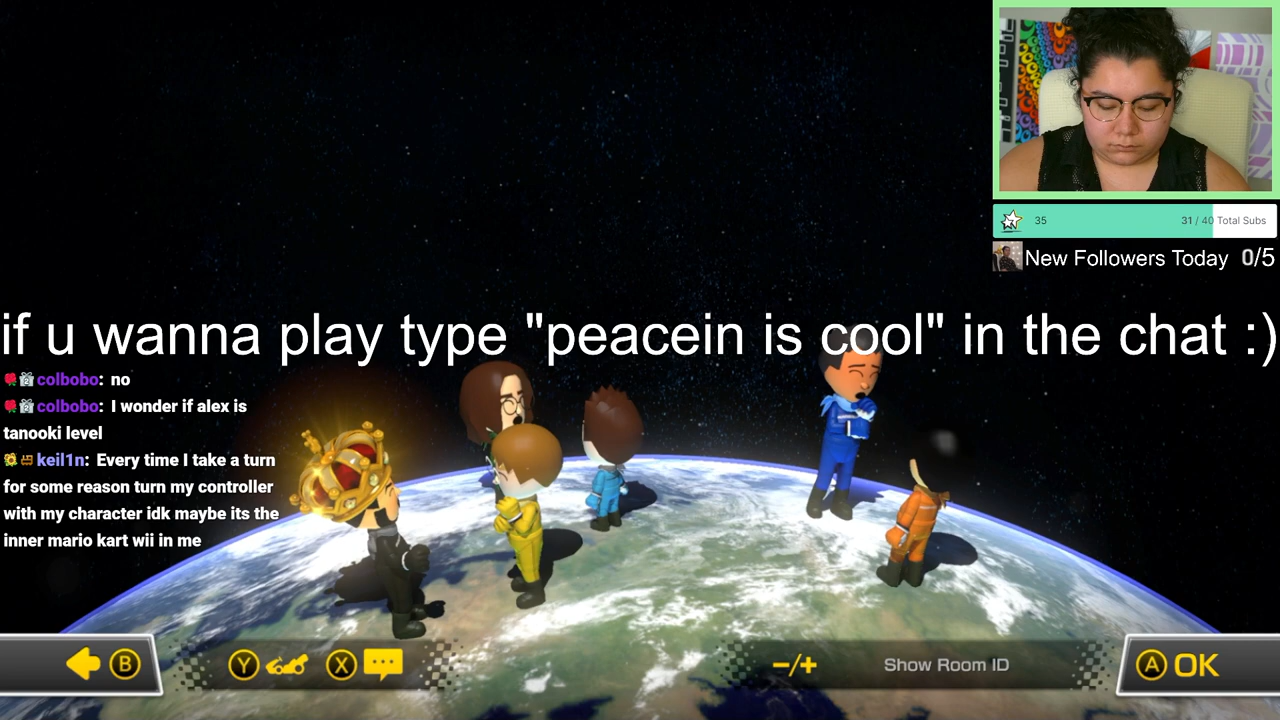 35 31 / 40 Total Subs
New Followers Today 0/5
if u wanna play type "peacein is cool" in the chat :)
colbobo: no
colbobo: I wonder if alex is
tanooki level
keil1n: Every time I take a turn
for some reason turn my controller
with my character idk maybe its the
inner mario kart wii in me
B Y X -/+ Show Room ID A OK